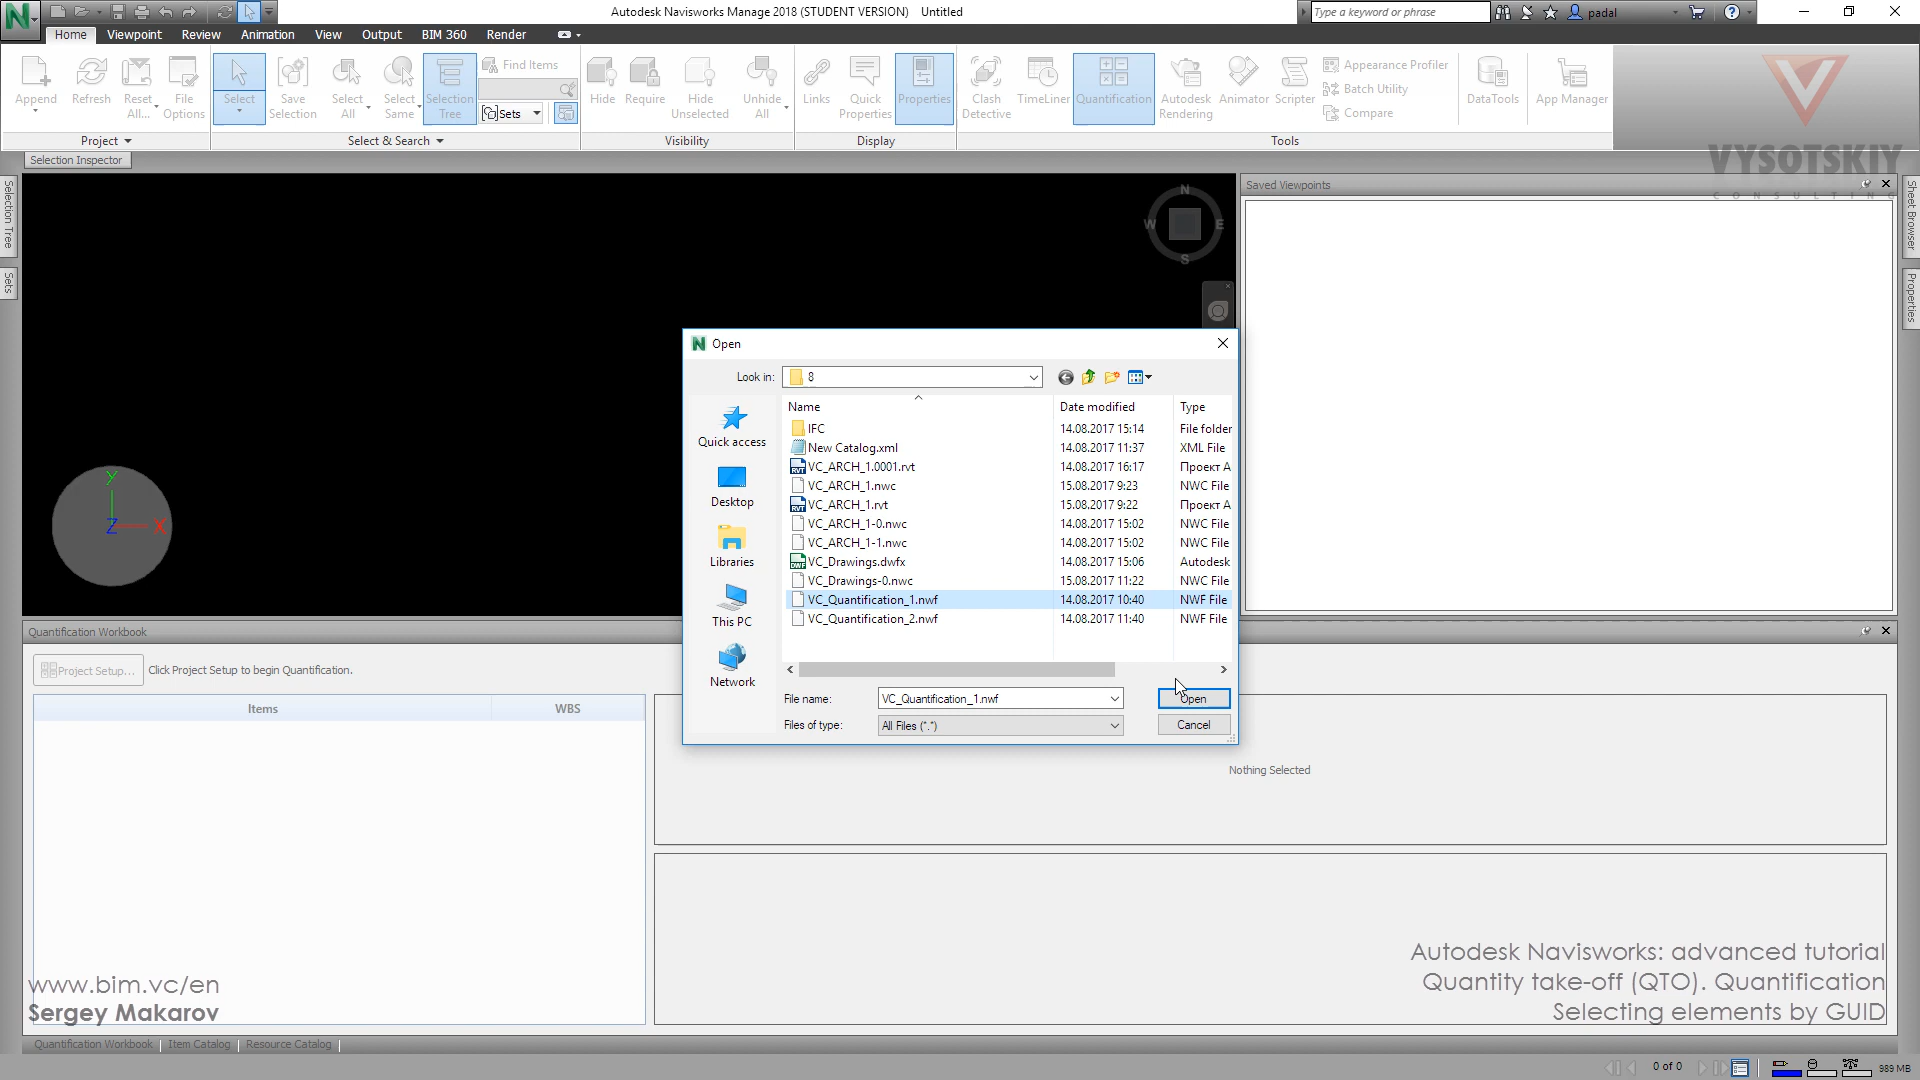 Autodesk Navisworks Manage 2018 (STUDENT VERSION) Untitled
Type a keyword or phrase
padal
Home Viewpoint Review Animation View Output BIM 360 Render
Append Refresh Reset All... File Options
Select Save Selection Select All Select Same Selection Tree
Find Items
Sets
Hide Require Hide Unselected Unhide All
Links Quick Properties Properties
Clash Detective TimeLiner Quantification Autodesk Rendering Animator Scripter
Appearance Profiler
Batch Utility
Compare
DataTools App Manager
Project Select & Search Visibility Display Tools
VYSOTSKIY
CONSULTING
Selection Inspector
Selection Tree
Sets
Saved Viewpoints
Sheet Browser
Properties
N
W E
S
Y
Z X
Open
Look in: 8
Quick access
Desktop
Libraries
This PC
Network
Name Date modified Type
IFC 14.08.2017 15:14 File folder
New Catalog.xml 14.08.2017 11:37 XML File
VC_ARCH_1.0001.rvt 14.08.2017 16:17 Проект A
VC_ARCH_1.nwc 15.08.2017 9:23 NWC File
VC_ARCH_1.rvt 15.08.2017 9:22 Проект A
VC_ARCH_1-0.nwc 14.08.2017 15:02 NWC File
VC_ARCH_1-1.nwc 14.08.2017 15:02 NWC File
VC_Drawings.dwfx 14.08.2017 15:06 Autodesk
VC_Drawings-0.nwc 15.08.2017 11:22 NWC File
VC_Quantification_1.nwf 14.08.2017 10:40 NWF File
VC_Quantification_2.nwf 14.08.2017 11:40 NWF File
File name: VC_Quantification_1.nwf Open
Files of type: All Files (*.*) Cancel
Quantification Workbook
Project Setup... Click Project Setup to begin Quantification.
Items WBS
Nothing Selected
www.bim.vc/en
Sergey Makarov
Autodesk Navisworks: advanced tutorial
Quantity take-off (QTO). Quantification
Selecting elements by GUID
Quantification Workbook Item Catalog Resource Catalog
0 of 0
989 MB